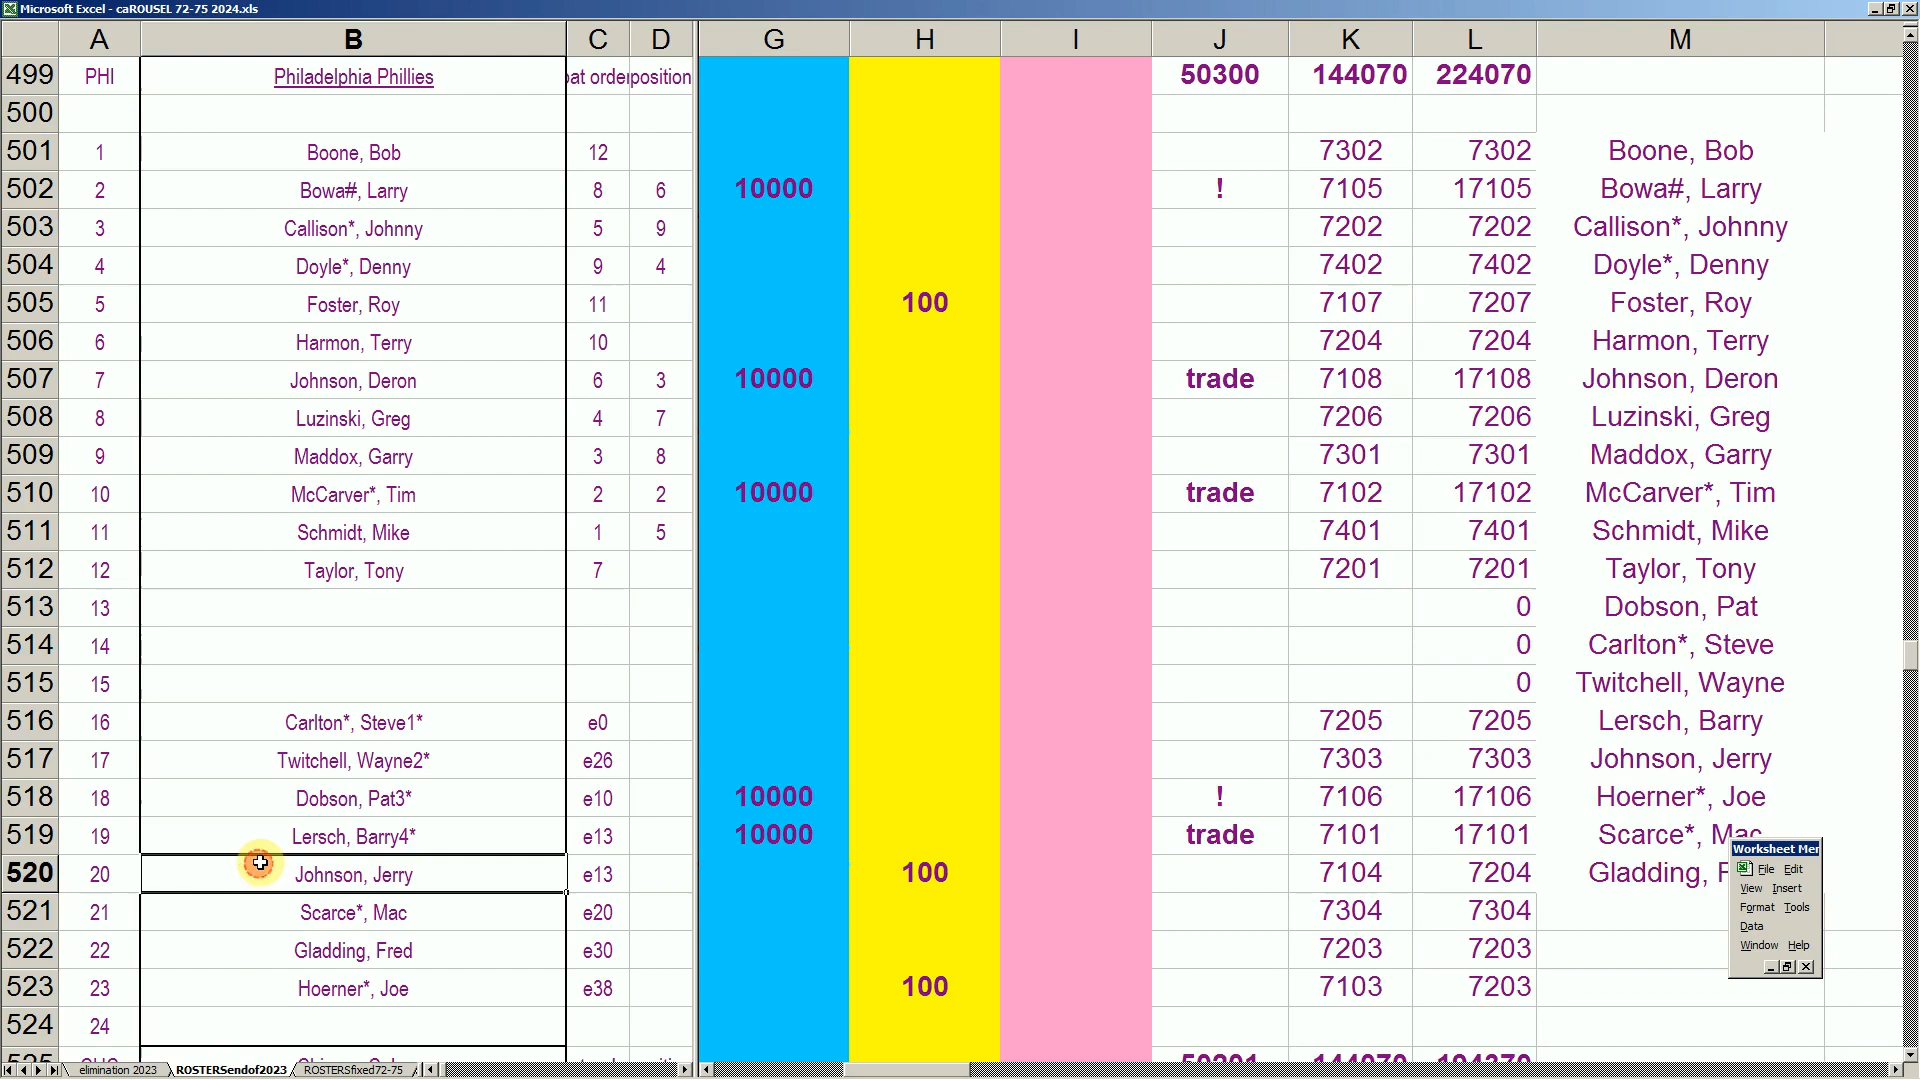 Microsoft Excel - caROUSEL 72-75 2024.xls
A B C D G H I J K L M
499 PHI Philadelphia Phillies bat order position 50300 144070 224070
500
501 1 Boone, Bob 12 7302 7302 Boone, Bob
502 2 Bowa#, Larry 8 6 10000 ! 7105 17105 Bowa#, Larry
503 3 Callison*, Johnny 5 9 7202 7202 Callison*, Johnny
504 4 Doyle*, Denny 9 4 7402 7402 Doyle*, Denny
505 5 Foster, Roy 11 100 7107 7207 Foster, Roy
506 6 Harmon, Terry 10 7204 7204 Harmon, Terry
507 7 Johnson, Deron 6 3 10000 trade 7108 17108 Johnson, Deron
508 8 Luzinski, Greg 4 7 7206 7206 Luzinski, Greg
509 9 Maddox, Garry 3 8 7301 7301 Maddox, Garry
510 10 McCarver*, Tim 2 2 10000 trade 7102 17102 McCarver*, Tim
511 11 Schmidt, Mike 1 5 7401 7401 Schmidt, Mike
512 12 Taylor, Tony 7 7201 7201 Taylor, Tony
513 13 0 Dobson, Pat
514 14 0 Carlton*, Steve
515 15 0 Twitchell, Wayne
516 16 Carlton*, Steve1* e0 7205 7205 Lersch, Barry
517 17 Twitchell, Wayne2* e26 7303 7303 Johnson, Jerry
518 18 Dobson, Pat3* e10 10000 ! 7106 17106 Hoerner*, Joe
519 19 Lersch, Barry4* e13 10000 trade 7101 17101 Scarce*, Mac
520 20 Johnson, Jerry e13 100 7104 7204 Gladding, F
521 21 Scarce*, Mac e20 7304 7304
522 22 Gladding, Fred e30 7203 7203
523 23 Hoerner*, Joe e38 100 7103 7203
524 24
Worksheet Mer
File Edit
View Insert
Format Tools
Data
Window Help
elimination 2023 ROSTERSendof2023 ROSTERSfixed72-75